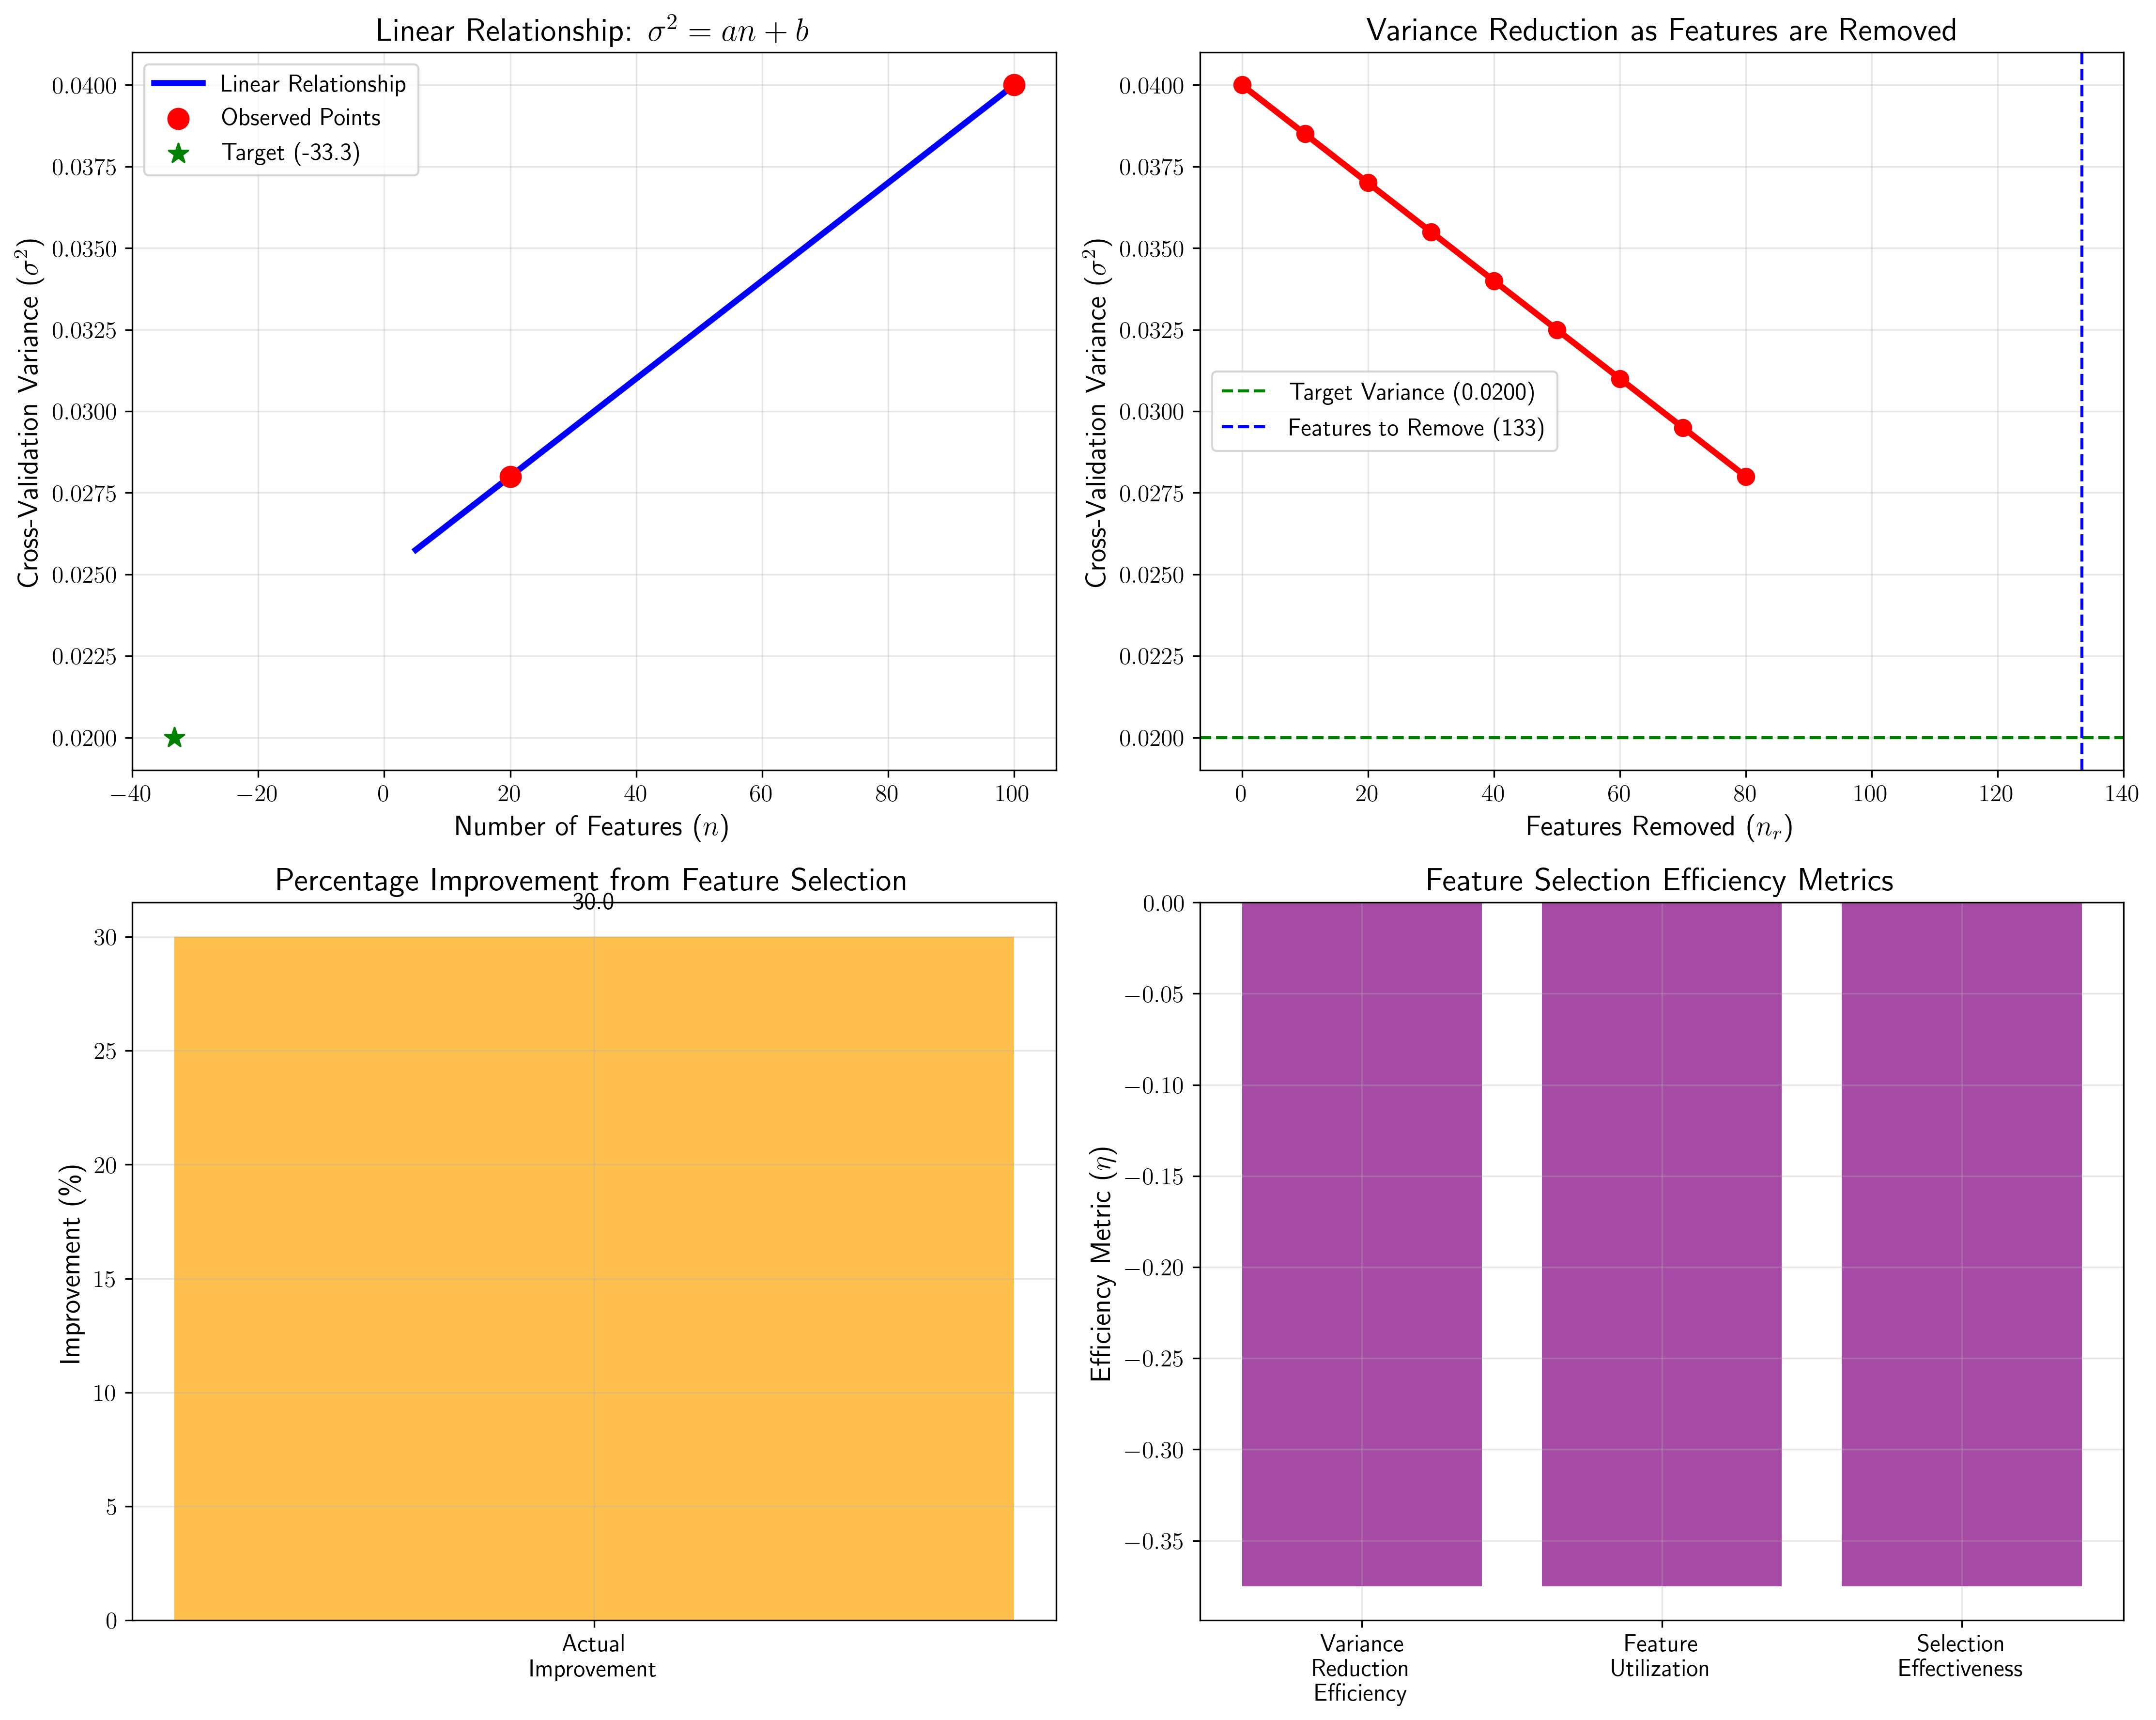 Linear Relationship: σ² = an + b
Linear Relationship
Observed Points
Target (-33.3)
Cross-Validation Variance (σ²)
0.0400
0.0375
0.0350
0.0325
0.0300
0.0275
0.0250
0.0225
0.0200
−40 −20 0 20 40 60 80 100
Number of Features (n)
Variance Reduction as Features are Removed
Cross-Validation Variance (σ²)
0.0400
0.0375
0.0350
0.0325
0.0300
0.0275
0.0250
0.0225
0.0200
Target Variance (0.0200)
Features to Remove (133)
0 20 40 60 80 100 120 140
Features Removed (nᵣ)
Percentage Improvement from Feature Selection
30.0
Improvement (%)
30
25
20
15
10
5
0
Actual
Improvement
Feature Selection Efficiency Metrics
Efficiency Metric (η)
0.00
−0.05
−0.10
−0.15
−0.20
−0.25
−0.30
−0.35
Variance
Reduction
Efficiency
Feature
Utilization
Selection
Effectiveness